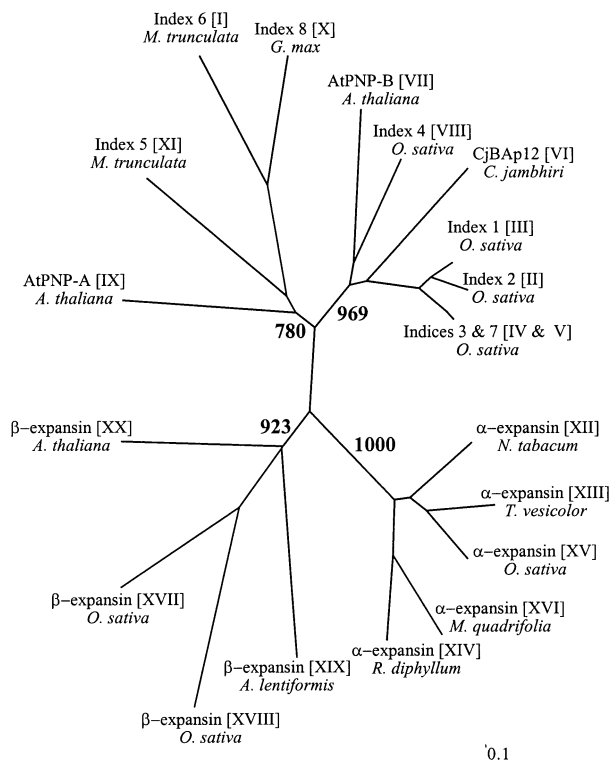 Index 6 [I]
M. trunculata
Index 8 [X]
G. max
AtPNP-B [VII]
A. thaliana
Index 4 [VIII]
O. sativa
CjBAp12 [VI]
C. jambhiri
Index 5 [XI]
M. trunculata
Index 1 [III]
O. sativa
Index 2 [II]
O. sativa
AtPNP-A [IX]
A. thaliana
Indices 3 & 7 [IV & V]
O. sativa
780
969
923
1000
β−expansin [XX]
A. thaliana
α−expansin [XII]
N. tabacum
α−expansin [XIII]
T. vesicolor
α−expansin [XV]
O. sativa
β−expansin [XVII]
O. sativa
α−expansin [XVI]
M. quadrifolia
α−expansin [XIV]
R. diphyllum
β−expansin [XIX]
A. lentiformis
β−expansin [XVIII]
O. sativa
0.1